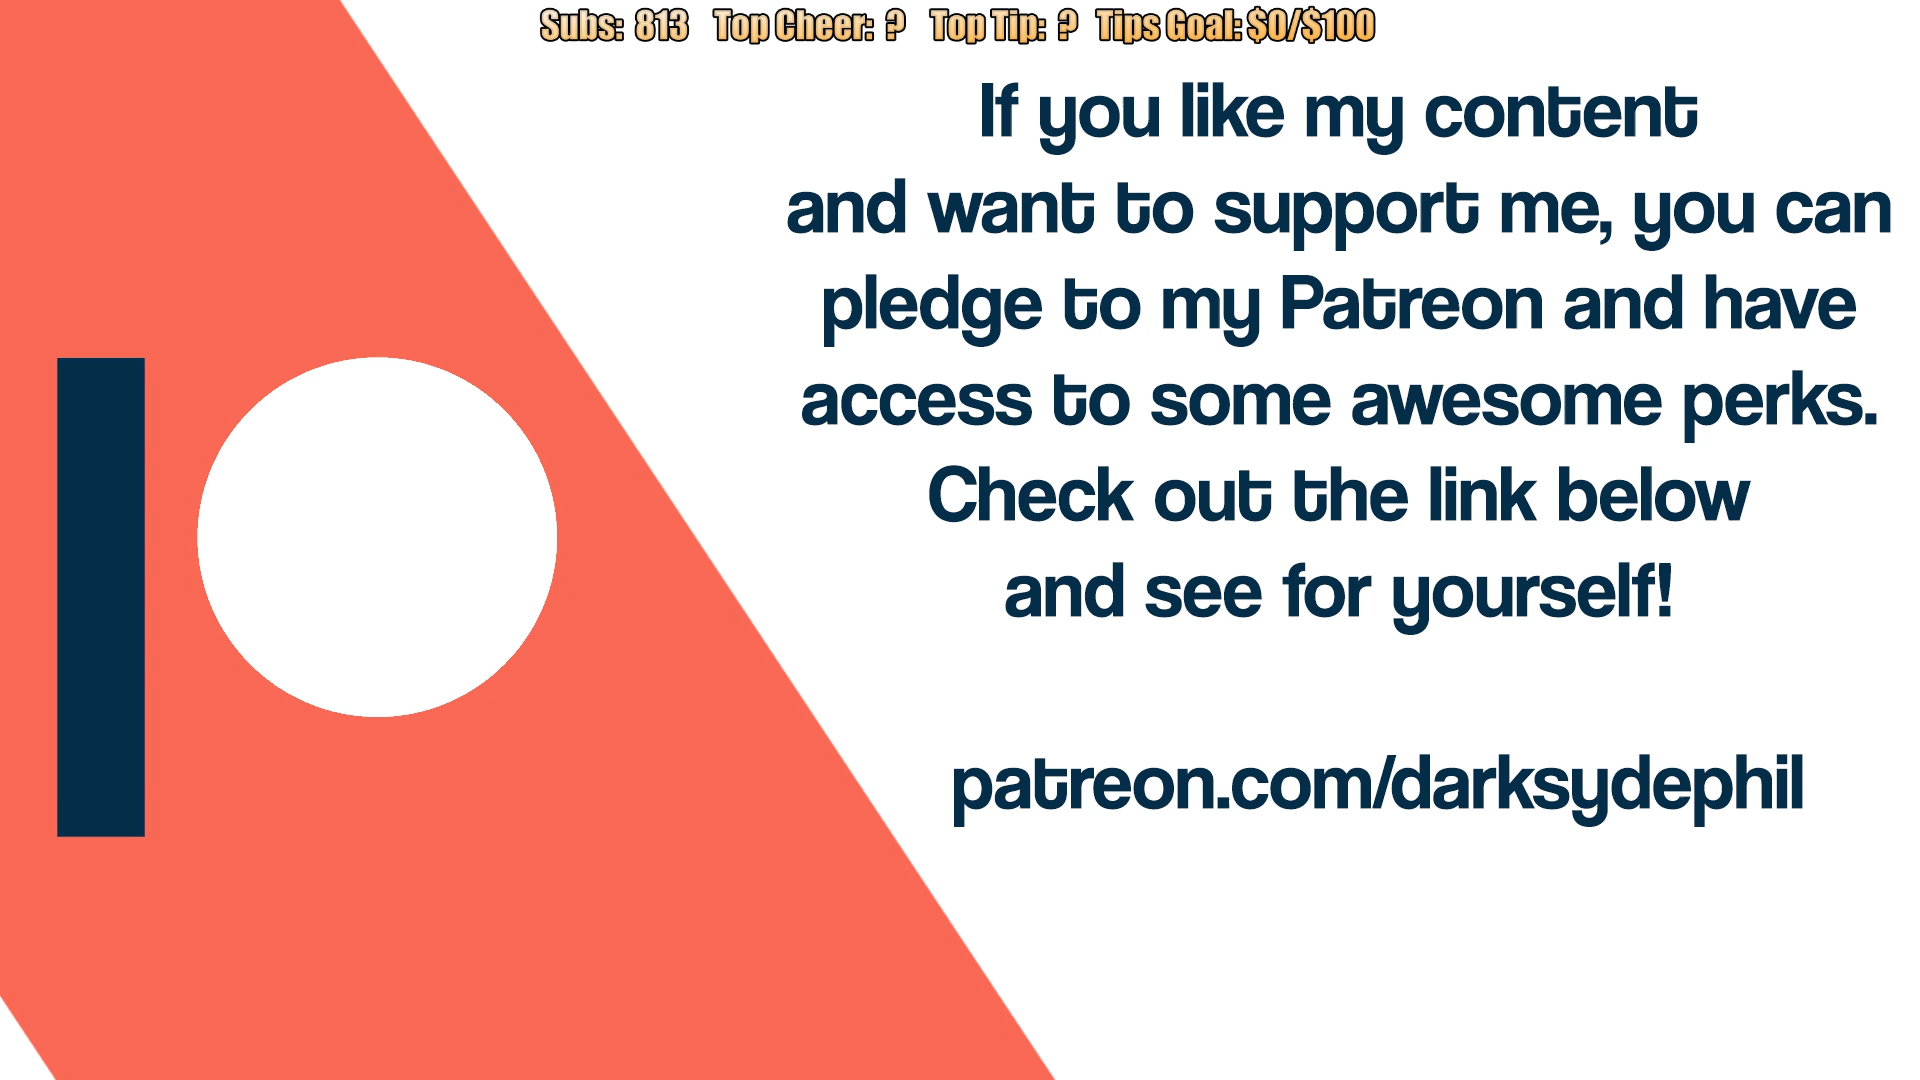 Subs: 813 Top Cheer: ? Top Tip: ? Tips Goal: $0/$100
If you like my content
and want to support me, you can
pledge to my Patreon and have
access to some awesome perks.
Check out the link below
and see for yourself!
patreon.com/darksydephil